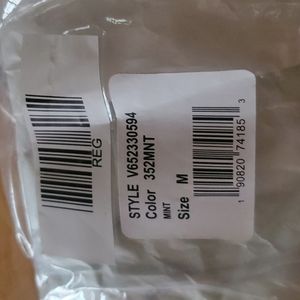 REG
STYLE V652330594
Color 352MNT
MINT
Size M
1 90820 74185 3